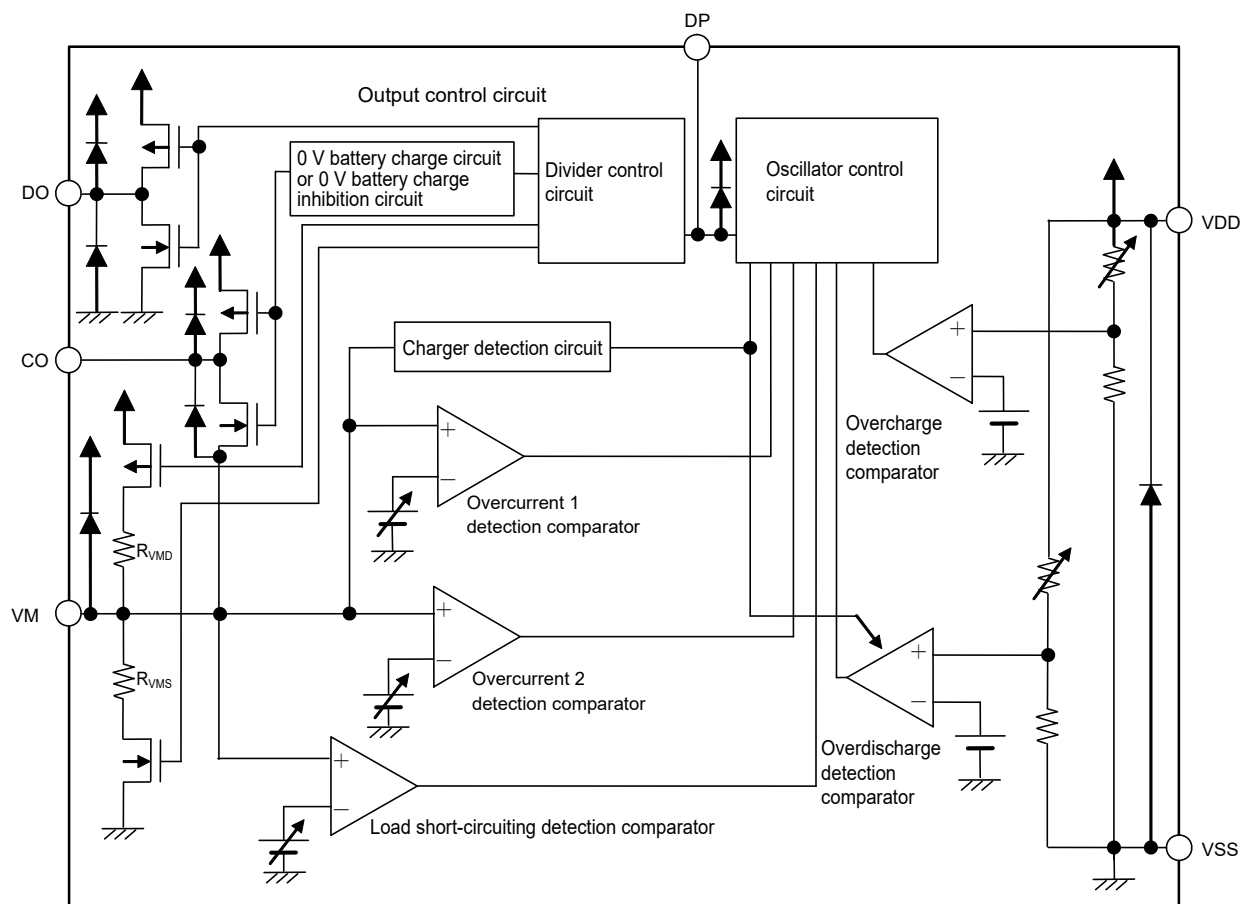 DP
Output control circuit
0 V battery charge circuit
or 0 V battery charge
inhibition circuit
Divider control
circuit
Oscillator control
circuit
DO
VDD
CO
Charger detection circuit
+
−
Overcharge
detection
comparator
+
−
Overcurrent 1
detection comparator
RVMD
VM
+
−
Overcurrent 2
detection comparator
RVMS
+
−
Overdischarge
detection
comparator
+
−
Load short-circuiting detection comparator
VSS